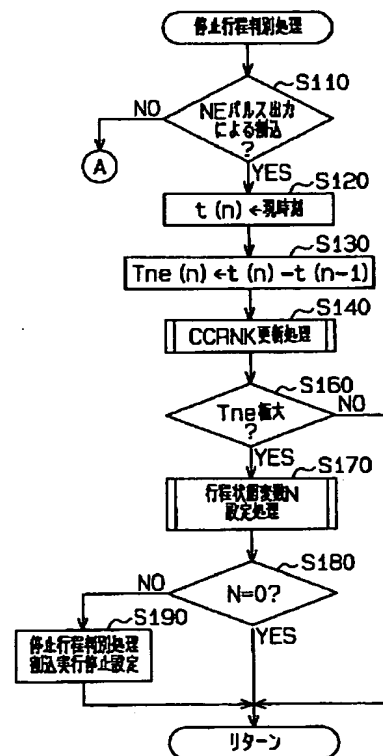 停止行程判別処理
S110
NEパルス出力
による割込
?
NO
A
YES
S120
t(n)←現時刻
S130
Tne(n)←t(n)−t(n−1)
S140
CCRNK更新処理
S160
Tne極大
?
NO
YES
S170
行程状態変数N
設定処理
S180
N=0?
NO
YES
S190
停止行程判別処理
割込実行停止設定
リターン